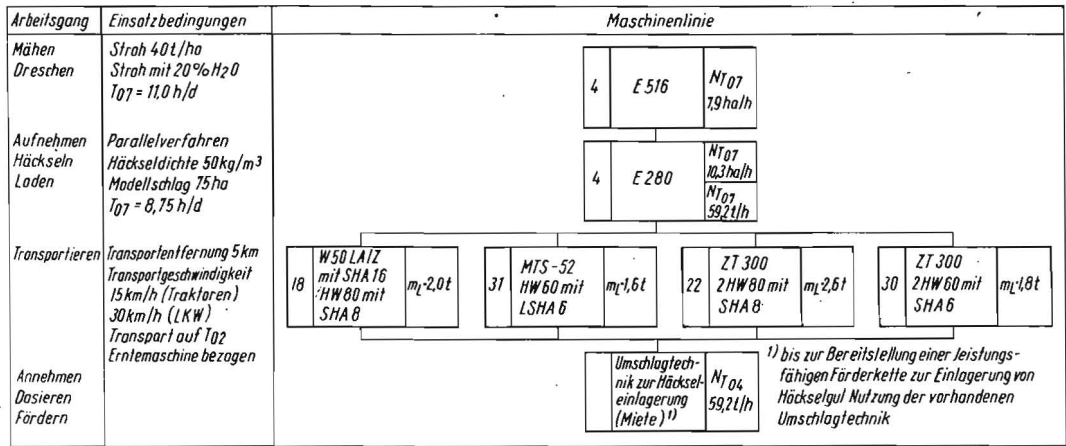 Arbeitsgang
Einsatzbedingungen
Maschinenlinie
Mähen
Dreschen
Stroh 40 t/ha
Stroh mit 20% H2O
T07 = 11,0 h/d
4
E 516
NT07
7,9 ha/h
Aufnehmen
Häckseln
Laden
Parallelverfahren
Häckseldichte 50 kg/m³
Modellschlag 75 ha
T07 = 8,75 h/d
4
E 280
NT07
10,3 ha/h
NT07
59,2 t/h
Transportieren
Transportentfernung 5 km
Transportgeschwindigkeit
15 km/h (Traktoren)
30 km/h (LKW)
Transport auf T02
Erntemaschine bezogen
18
W 50 LA/Z
mit SHA 16
HW 80 mit
SHA 8
mL-2,0 t
31
MTS-52
HW 60 mit
LSHA 6
mL-1,6 t
22
ZT 300
2 HW 80 mit
SHA 8
mL-2,6 t
30
ZT 300
2 HW 60 mit
SHA 6
mL-1,8 t
Annehmen
Dosieren
Fördern
Umschlagtech-
nik zur Häcksel-
einlagerung
(Miete) 1)
NT04
59,2 t/h
1) bis zur Bereitstellung einer leistungs-
fähigen Förderkette zur Einlagerung von
Häckselgut Nutzung der vorhandenen
Umschlagtechnik